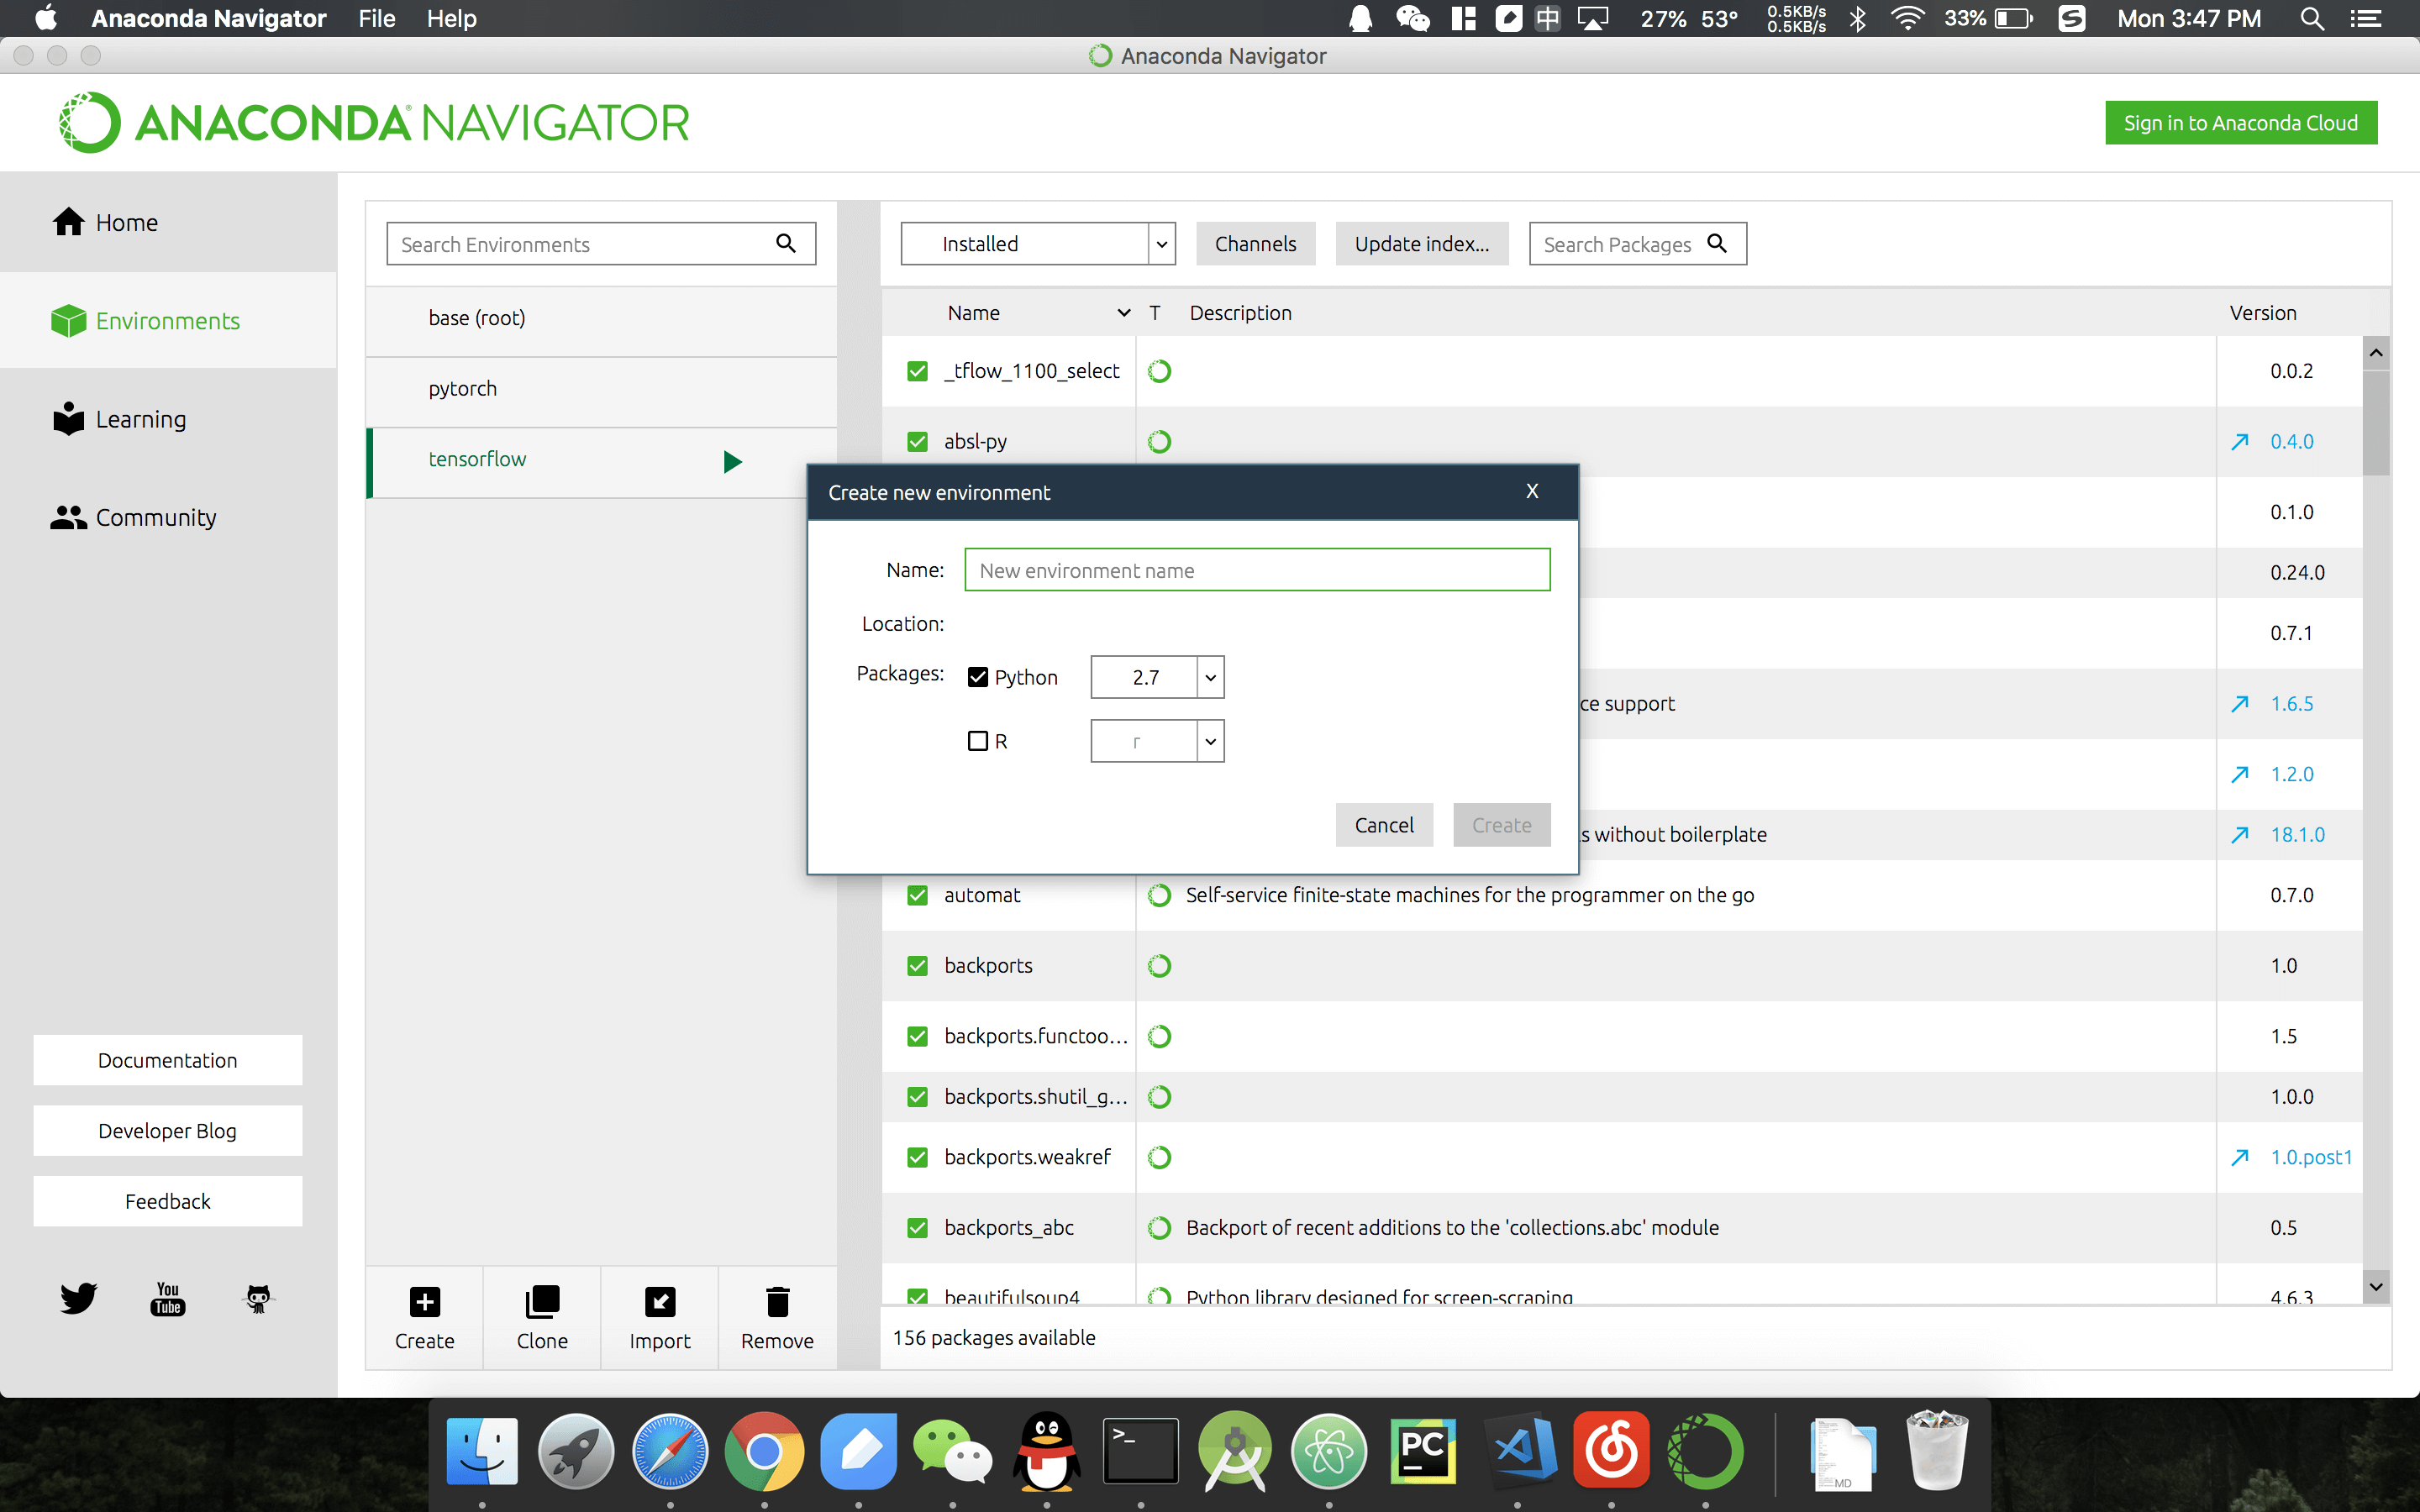 Anaconda Navigator File Help 中 27% 53° 0.5KB/s 33% S Mon 3:47 PM
0.5KB/s
Anaconda Navigator
ANACONDA NAVIGATOR
Sign in to Anaconda Cloud
Home
Environments
Learning
Community
Documentation
Developer Blog
Feedback
You
Tube
Search Environments
base (root)
pytorch
tensorflow
Create Clone Import Remove
Installed Channels Update index... Search Packages
Name T Description Version
_tflow_1100_select 0.0.2
absl-py 0.4.0
0.1.0
0.24.0
0.7.1
ce support 1.6.5
1.2.0
s without boilerplate 18.1.0
automat Self-service finite-state machines for the programmer on the go 0.7.0
backports 1.0
backports.functoo... 1.5
backports.shutil_g... 1.0.0
backports.weakref 1.0.post1
backports_abc Backport of recent additions to the 'collections.abc' module 0.5
beautifulsoup4 Python library designed for screen-scraping 4.6.3
156 packages available
Create new environment X
Name: New environment name
Location:
Packages: Python 2.7
R r
Cancel Create
>_
PC
MD